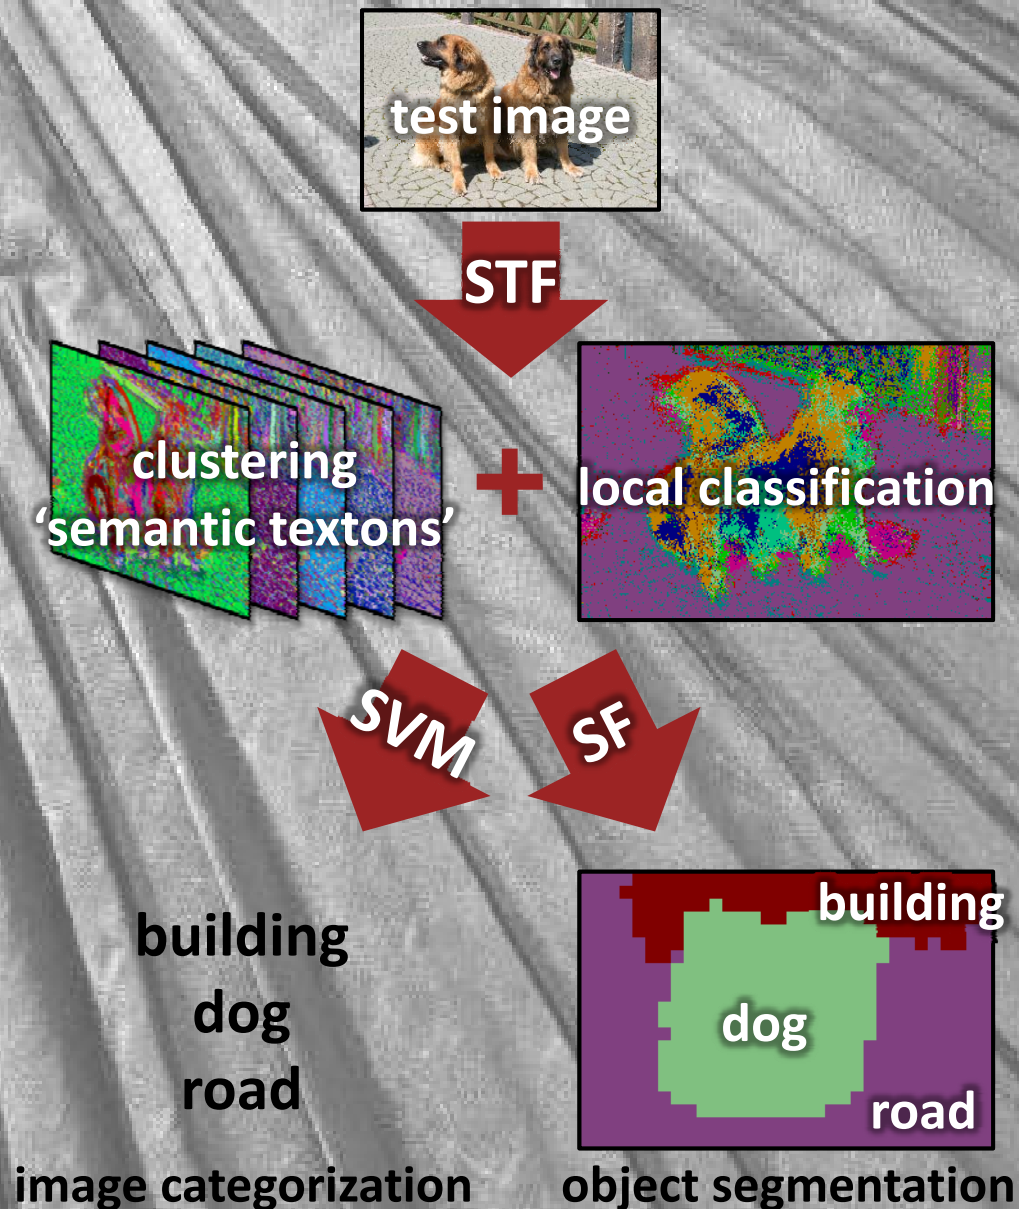 test image
STF
clustering
‘semantic textons’
+
local classification
SVM
SF
building
dog
road
building
dog
road
image categorization
object segmentation